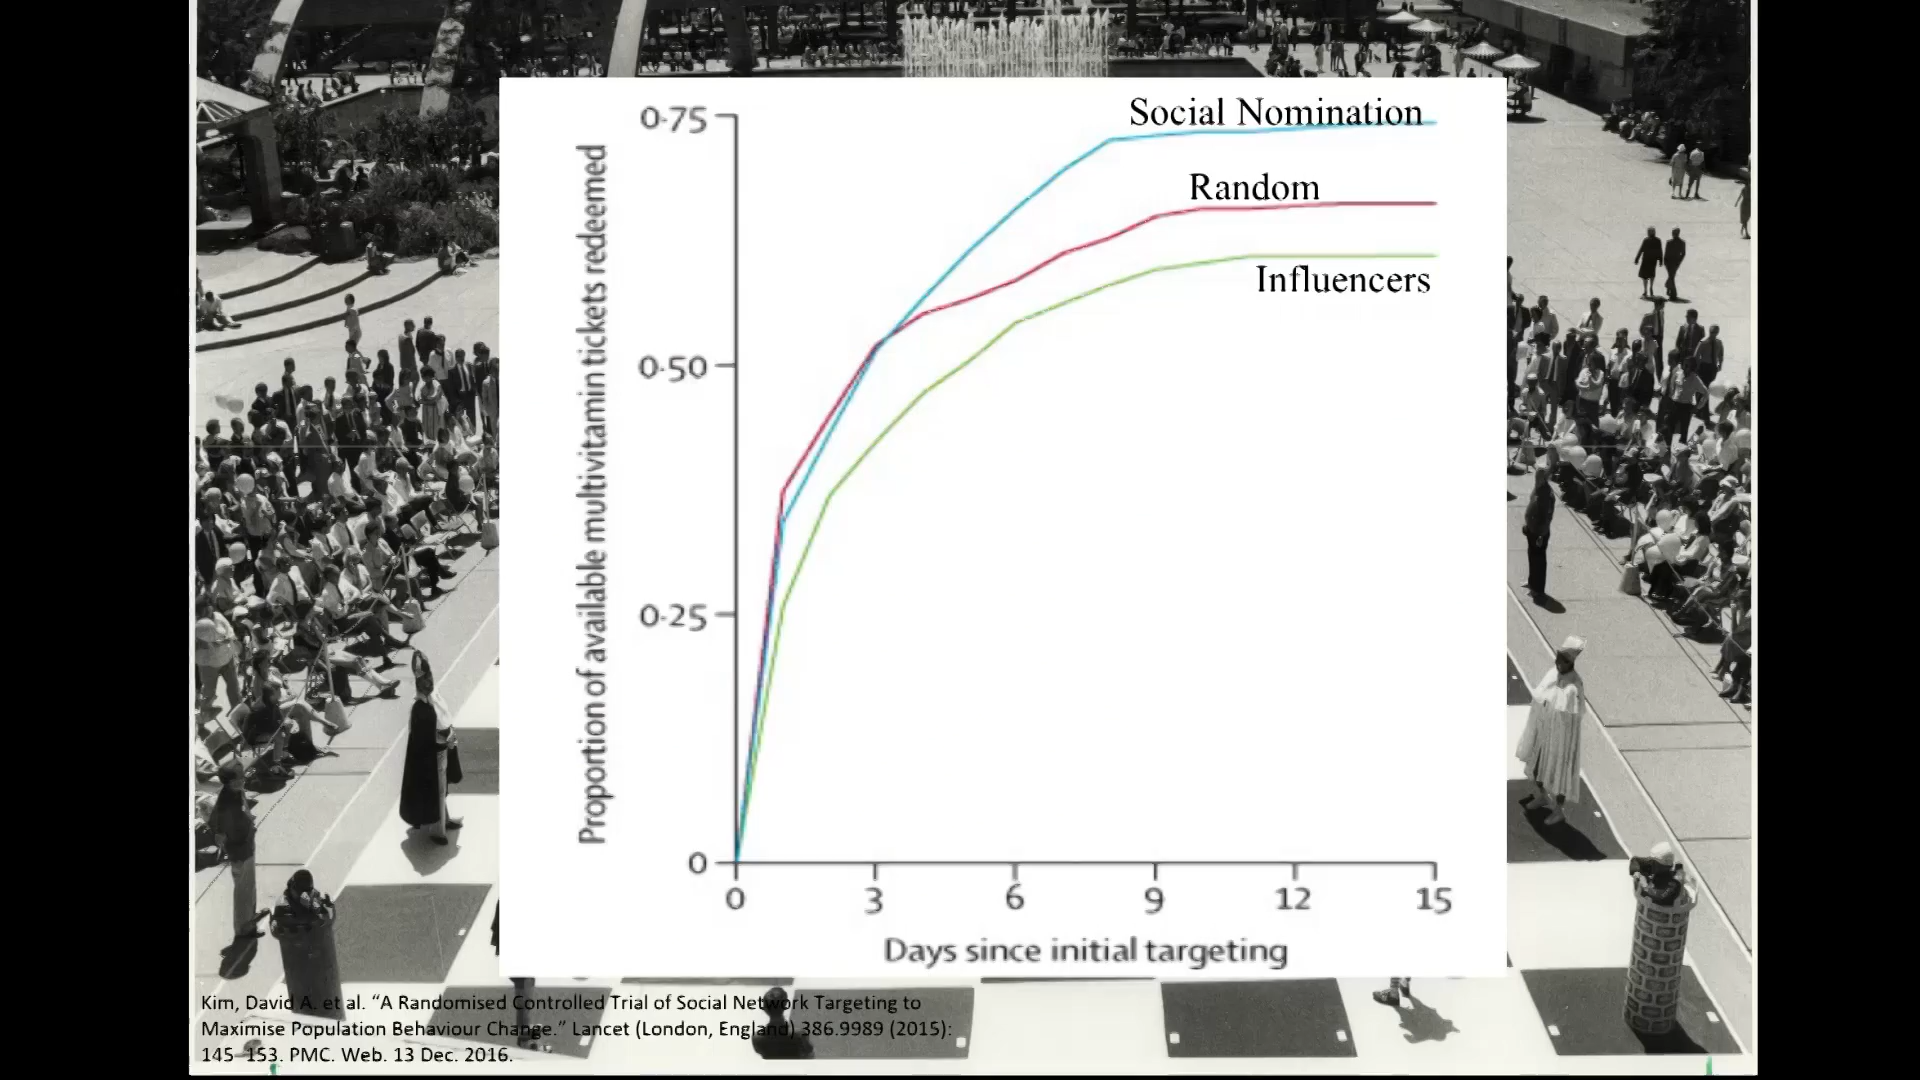 0·75
Social Nomination
Random
Influencers
0·50
0·25
0
Proportion of available multivitamin tickets redeemed
0
3
6
9
12
15
Days since initial targeting
Kim, David A. et al. “A Randomised Controlled Trial of Social Network Targeting to
Maximise Population Behaviour Change.” Lancet (London, England) 386.9989 (2015):
145–153. PMC. Web. 13 Dec. 2016.